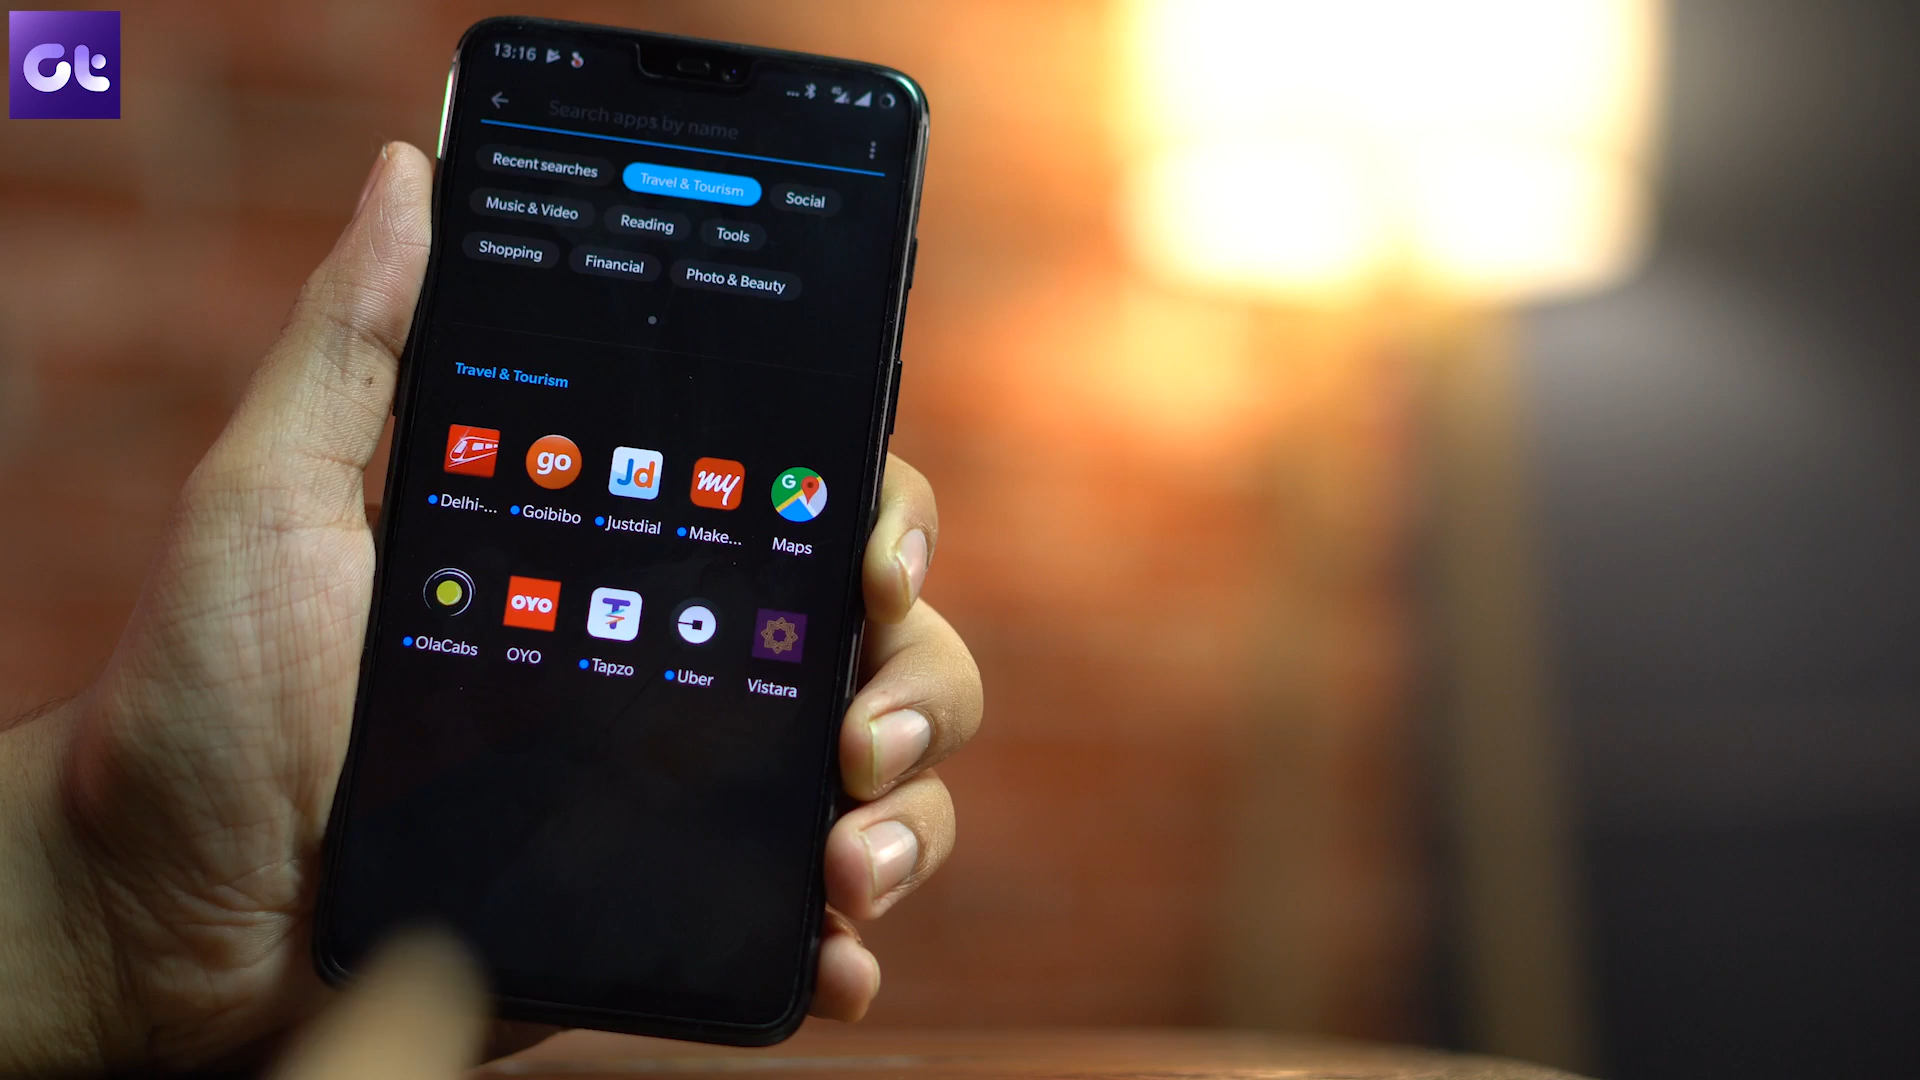 Gt
13:16
Search apps by name
Recent searches Travel & Tourism Social
Music & Video Reading Tools
Shopping Financial Photo & Beauty
Travel & Tourism
go Jd my G
Delhi-... Goibibo Justdial Make... Maps
OYO T
OlaCabs OYO Tapzo Uber Vistara